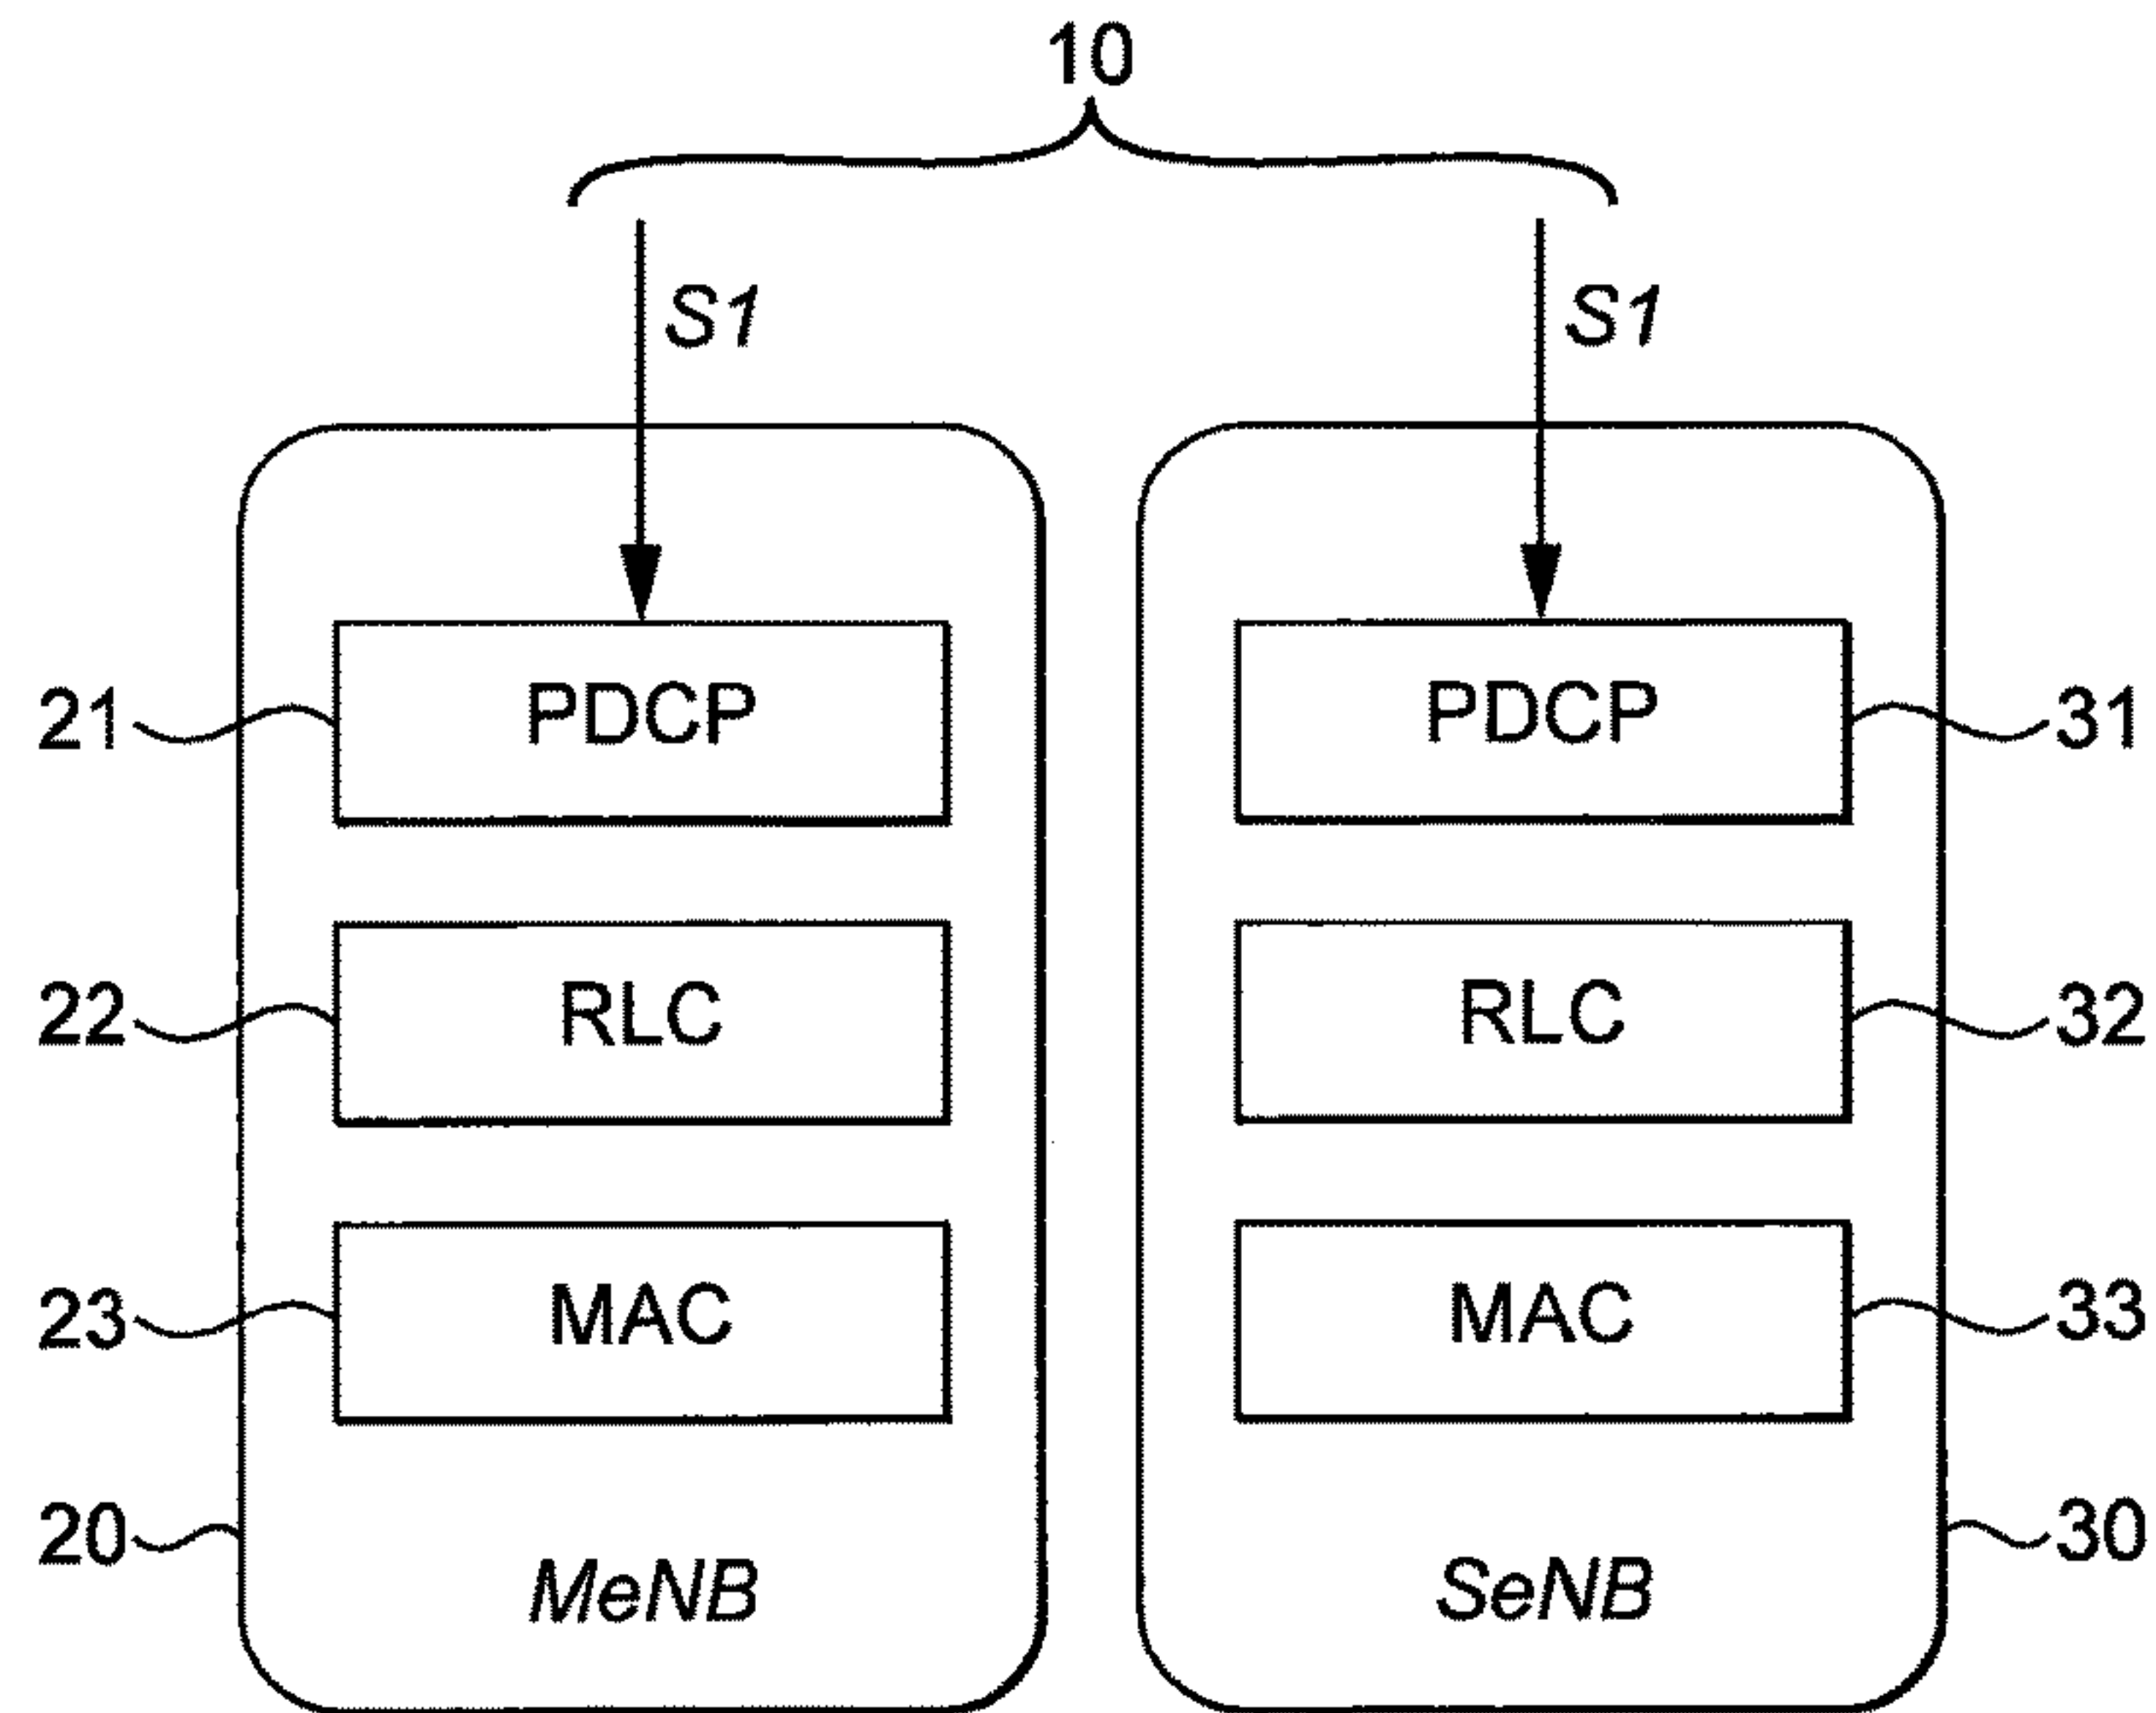 10
S1 S1
21 PDCP PDCP 31
22 RLC RLC 32
23 MAC MAC 33
20 30
MeNB SeNB